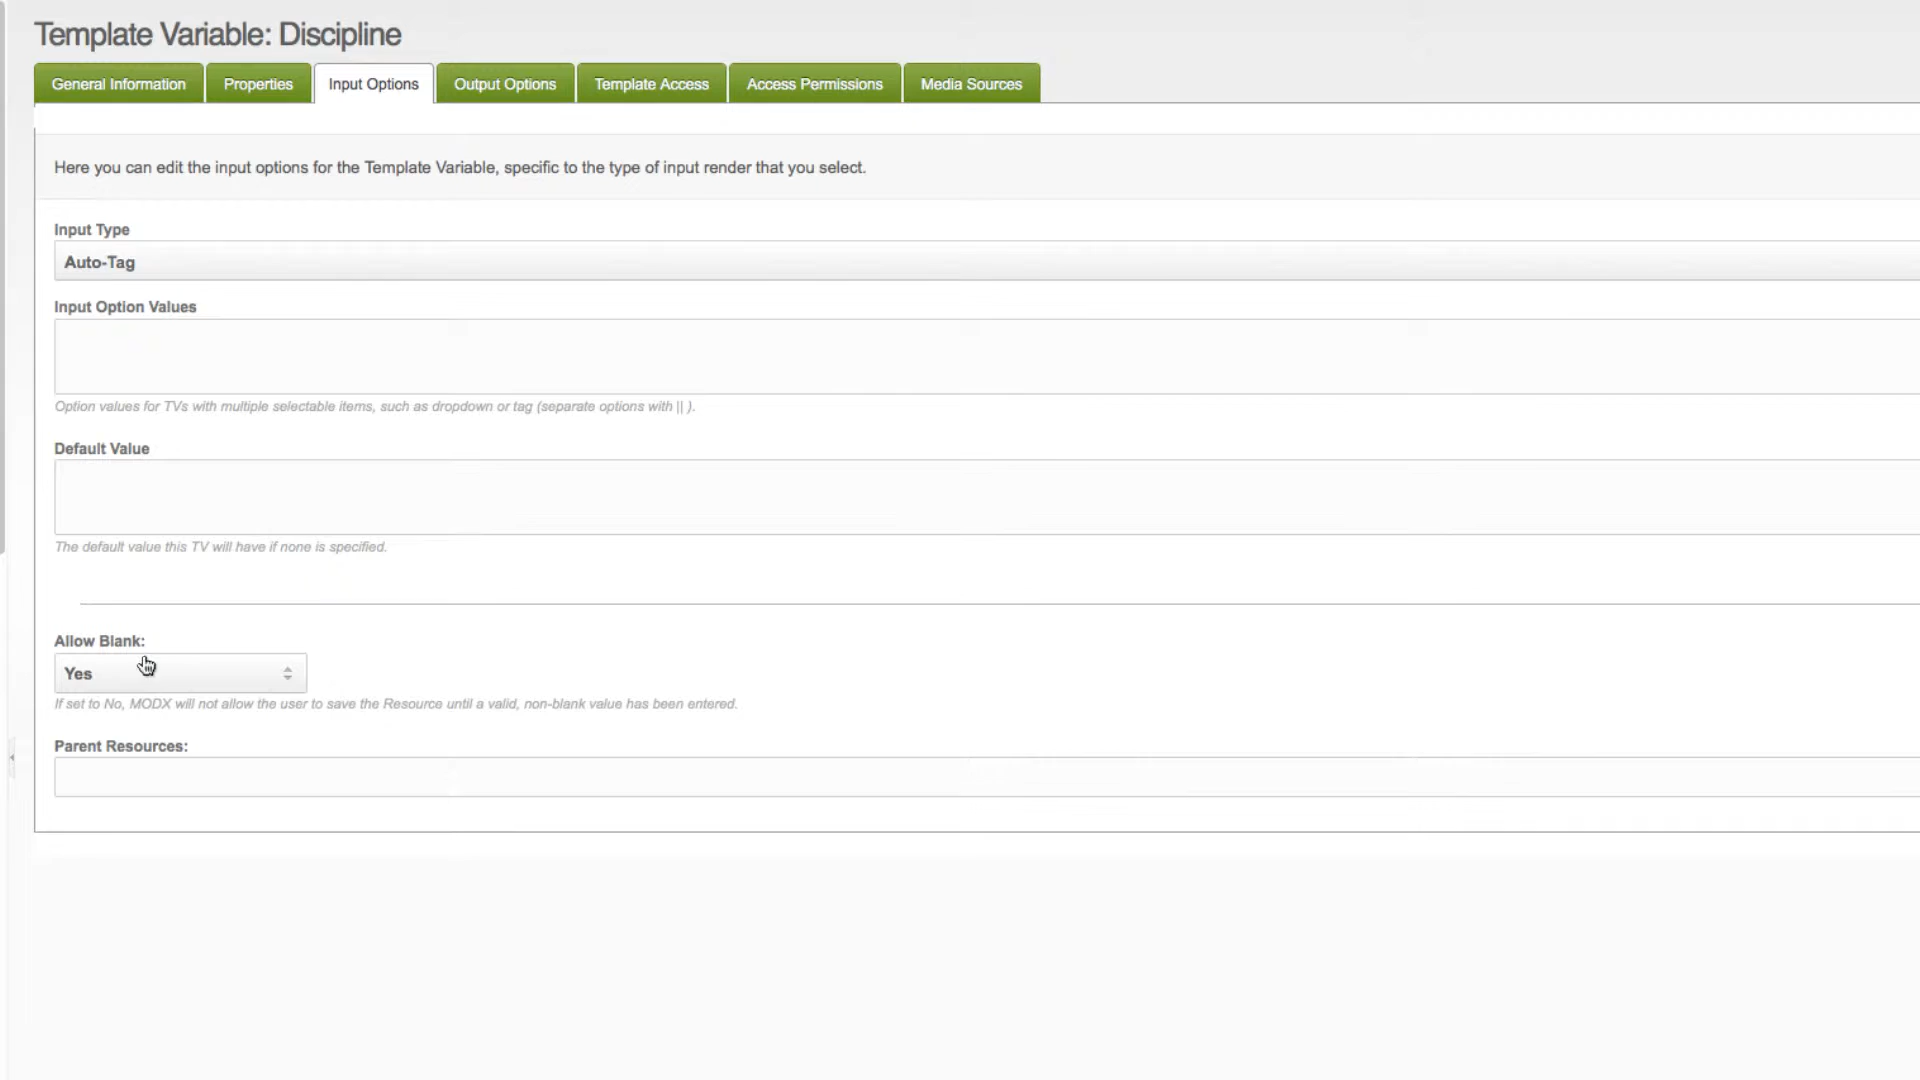 Template Variable: Discipline
General Information Properties Input Options Output Options Template Access Access Permissions Media Sources
Here you can edit the input options for the Template Variable, specific to the type of input render that you select.
Input Type
Auto-Tag
Input Option Values
Option values for TVs with multiple selectable items, such as dropdown or tag (separate options with || ).
Default Value
The default value this TV will have if none is specified.
Allow Blank:
Yes
If set to No, MODX will not allow the user to save the Resource until a valid, non-blank value has been entered.
Parent Resources: